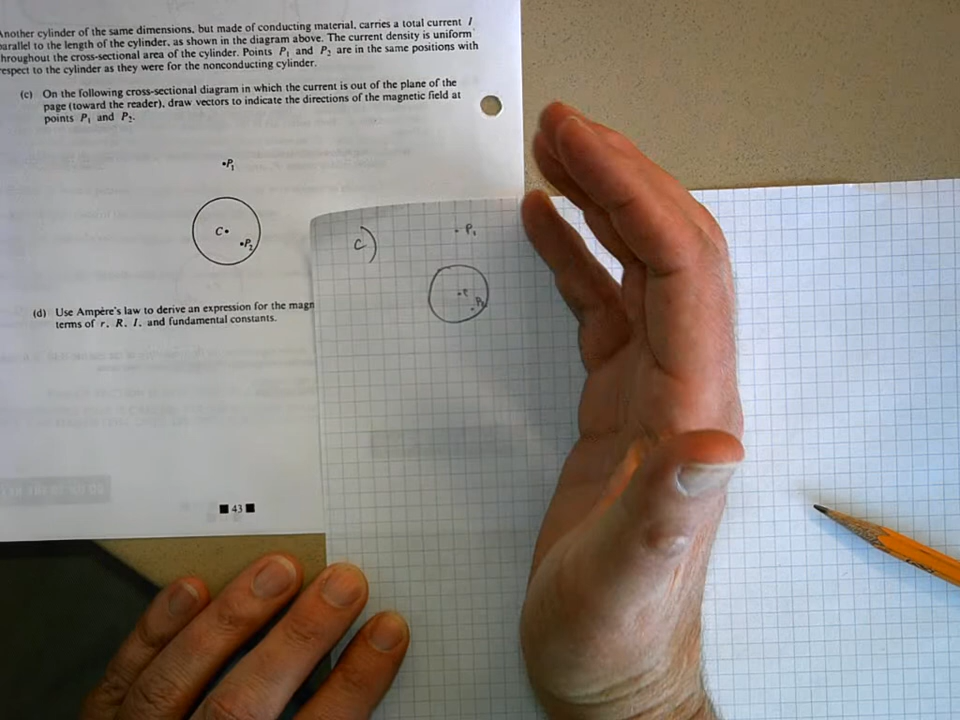 Another cylinder of the same dimensions, but made of conducting material, carries a total current I
parallel to the length of the cylinder, as shown in the diagram above. The current density is uniform
throughout the cross-sectional area of the cylinder. Points P₁ and P₂ are in the same positions with
respect to the cylinder as they were for the nonconducting cylinder.
(c) On the following cross-sectional diagram in which the current is out of the plane of the
page (toward the reader), draw vectors to indicate the directions of the magnetic field at
points P₁ and P₂.
•P₁
C•
•P₂
(d) Use Ampère's law to derive an expression for the magn
terms of r, R, I, and fundamental constants.
■ 43 ■
c)
• P₁
P₂